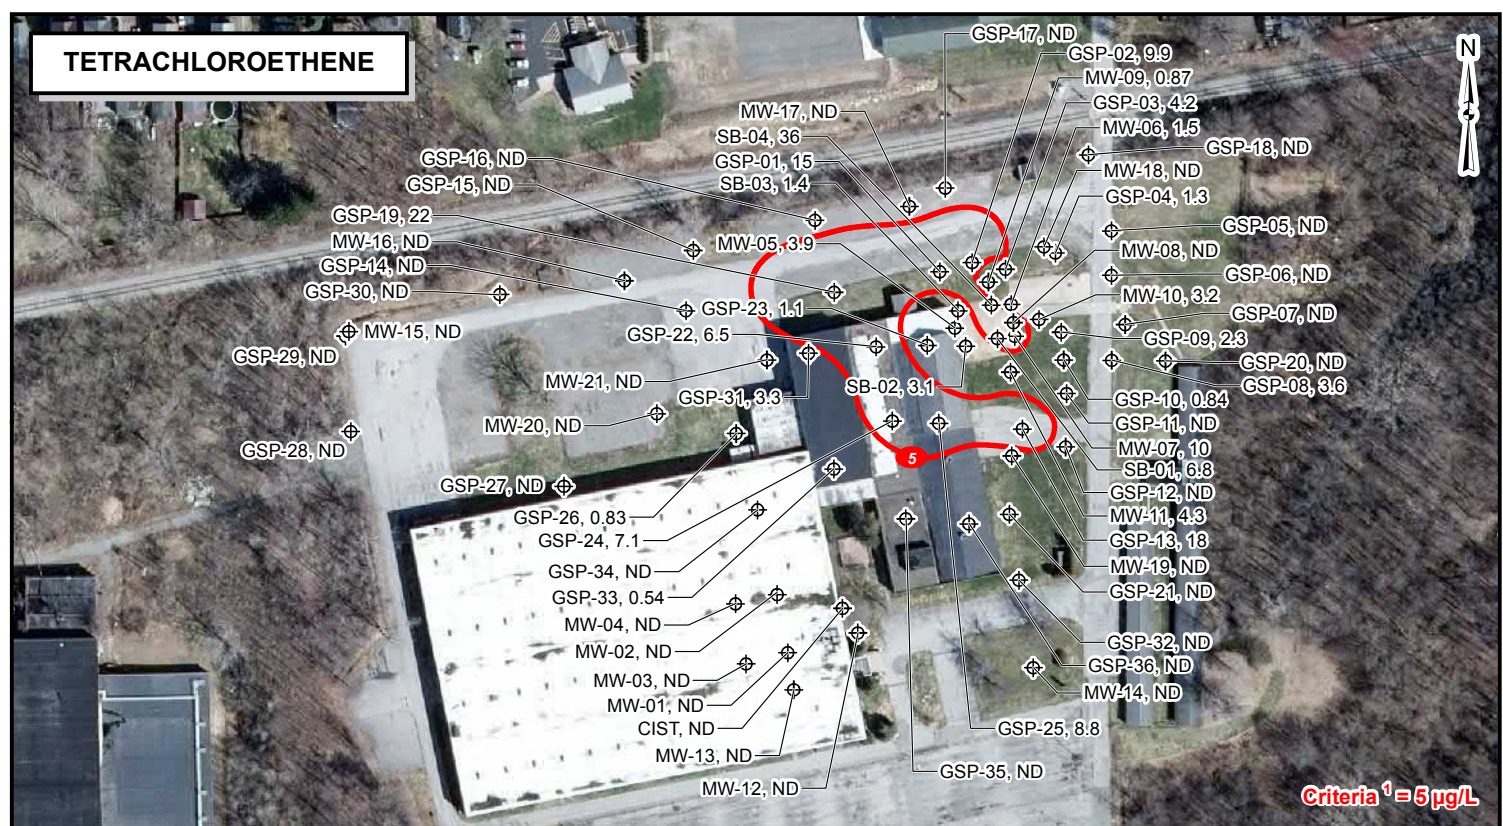 TETRACHLOROETHENE
N
GSP-17, ND
GSP-02, 9.9
MW-09, 0.87
GSP-03, 4.2
MW-06, 1.5
GSP-18, ND
MW-18, ND
GSP-04, 1.3
GSP-05, ND
MW-08, ND
GSP-06, ND
MW-10, 3.2
GSP-07, ND
GSP-09, 2.3
GSP-20, ND
GSP-08, 3.6
GSP-10, 0.84
GSP-11, ND
MW-07, 10
SB-01, 6.8
GSP-12, ND
MW-11, 4.3
GSP-13, 18
MW-19, ND
GSP-21, ND
GSP-32, ND
GSP-36, ND
MW-14, ND
GSP-25, 8.8
GSP-35, ND
MW-17, ND
SB-04, 36
GSP-01, 15
SB-03, 1.4
GSP-16, ND
GSP-15, ND
GSP-19, 22
MW-16, ND
GSP-14, ND
GSP-30, ND
MW-05, 3.9
GSP-23, 1.1
GSP-22, 6.5
MW-15, ND
GSP-29, ND
MW-21, ND
SB-02, 3.1
GSP-31, 3.3
MW-20, ND
GSP-28, ND
5
GSP-27, ND
GSP-26, 0.83
GSP-24, 7.1
GSP-34, ND
GSP-33, 0.54
MW-04, ND
MW-02, ND
MW-03, ND
MW-01, ND
CIST, ND
MW-13, ND
MW-12, ND
Criteria ¹ = 5 µg/L